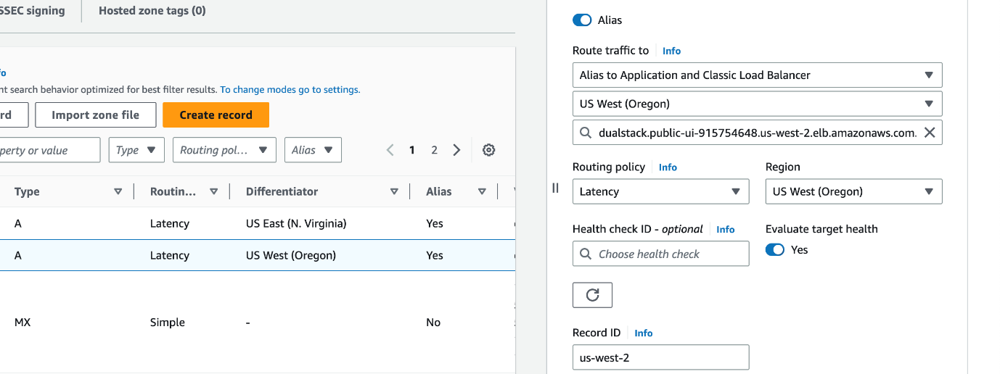 SSEC signing
Hosted zone tags (0)
To change modes go to settings.
search behavior optimized for best filter results.
Import zone file
Create record
or value
Type
Routing pol...
Alias
1
2
Type
Routin...
Differentiator
Alias
A
Latency
US East (N. Virginia)
Yes
A
Latency
US West (Oregon)
Yes
MX
Simple
-
No
Alias
Route traffic to
Info
Alias to Application and Classic Load Balancer
US West (Oregon)
dualstack.public-ui-915754648.us-west-2.elb.amazonaws.com.
Routing policy
Info
Region
Latency
US West (Oregon)
Health check ID - optional
Info
Evaluate target health
Choose health check
Yes
Record ID
Info
us-west-2